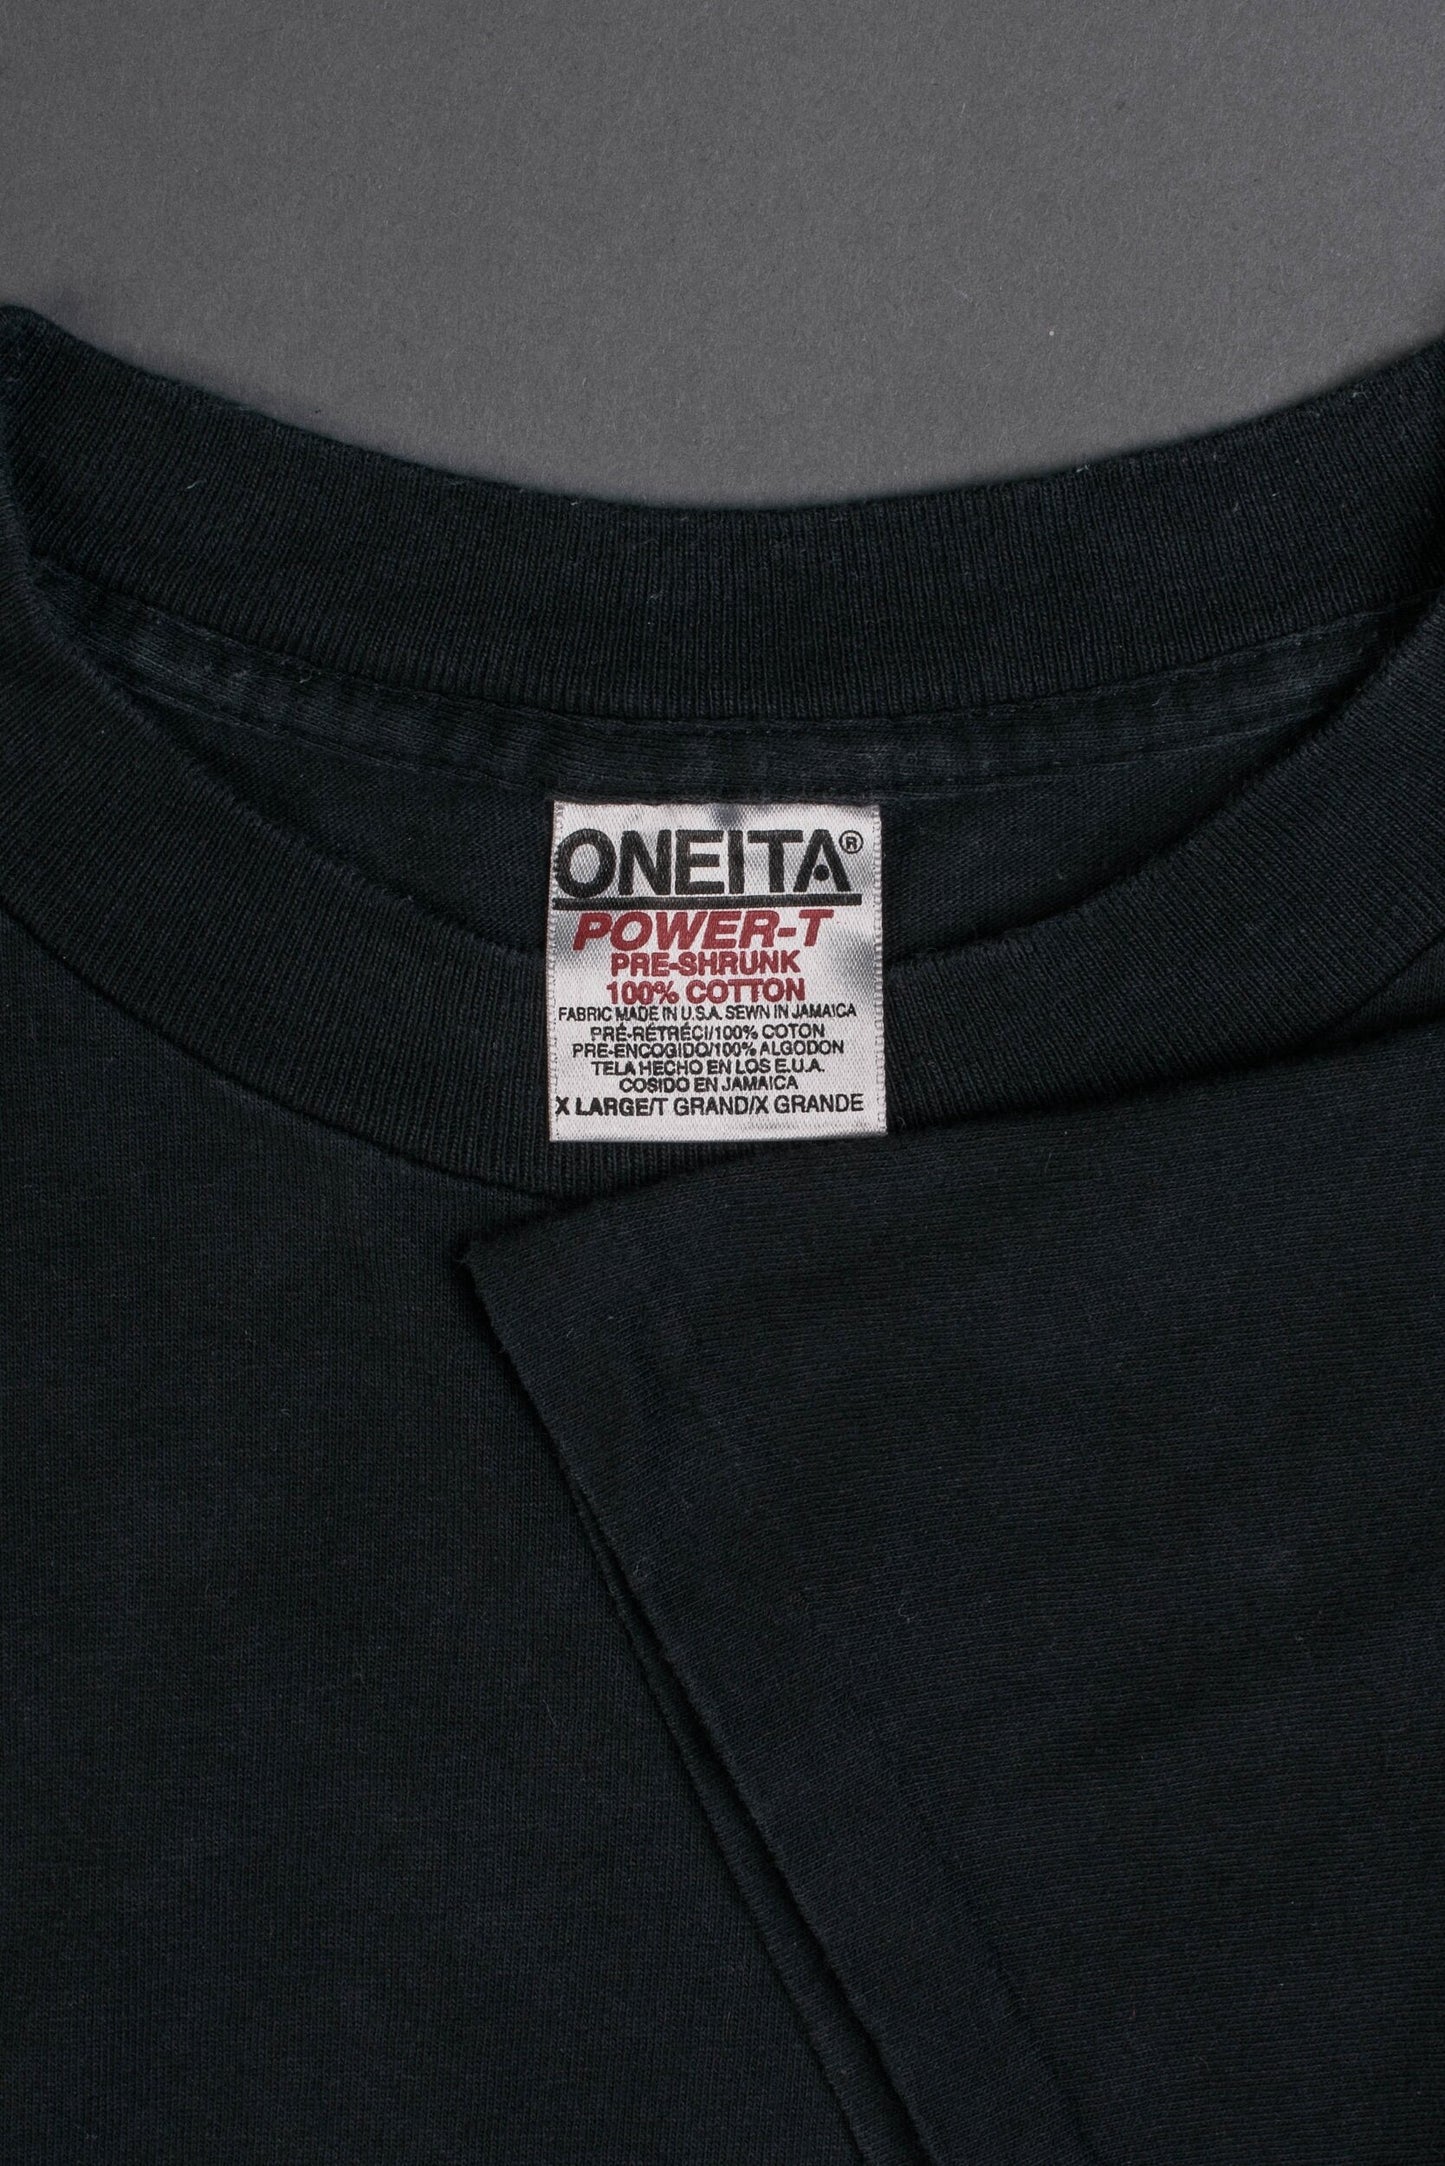 ONEITA®
POWER-T
PRE-SHRUNK
100% COTTON
FABRIC MADE IN U.S.A. SEWN IN JAMAICA
PRÉ-RÉTRÉCI/100% COTON
PRE-ENCOGIDO/100% ALGODON
TELA HECHO EN LOS E.U.A.
COSIDO EN JAMAICA
X LARGE/T GRAND/X GRANDE